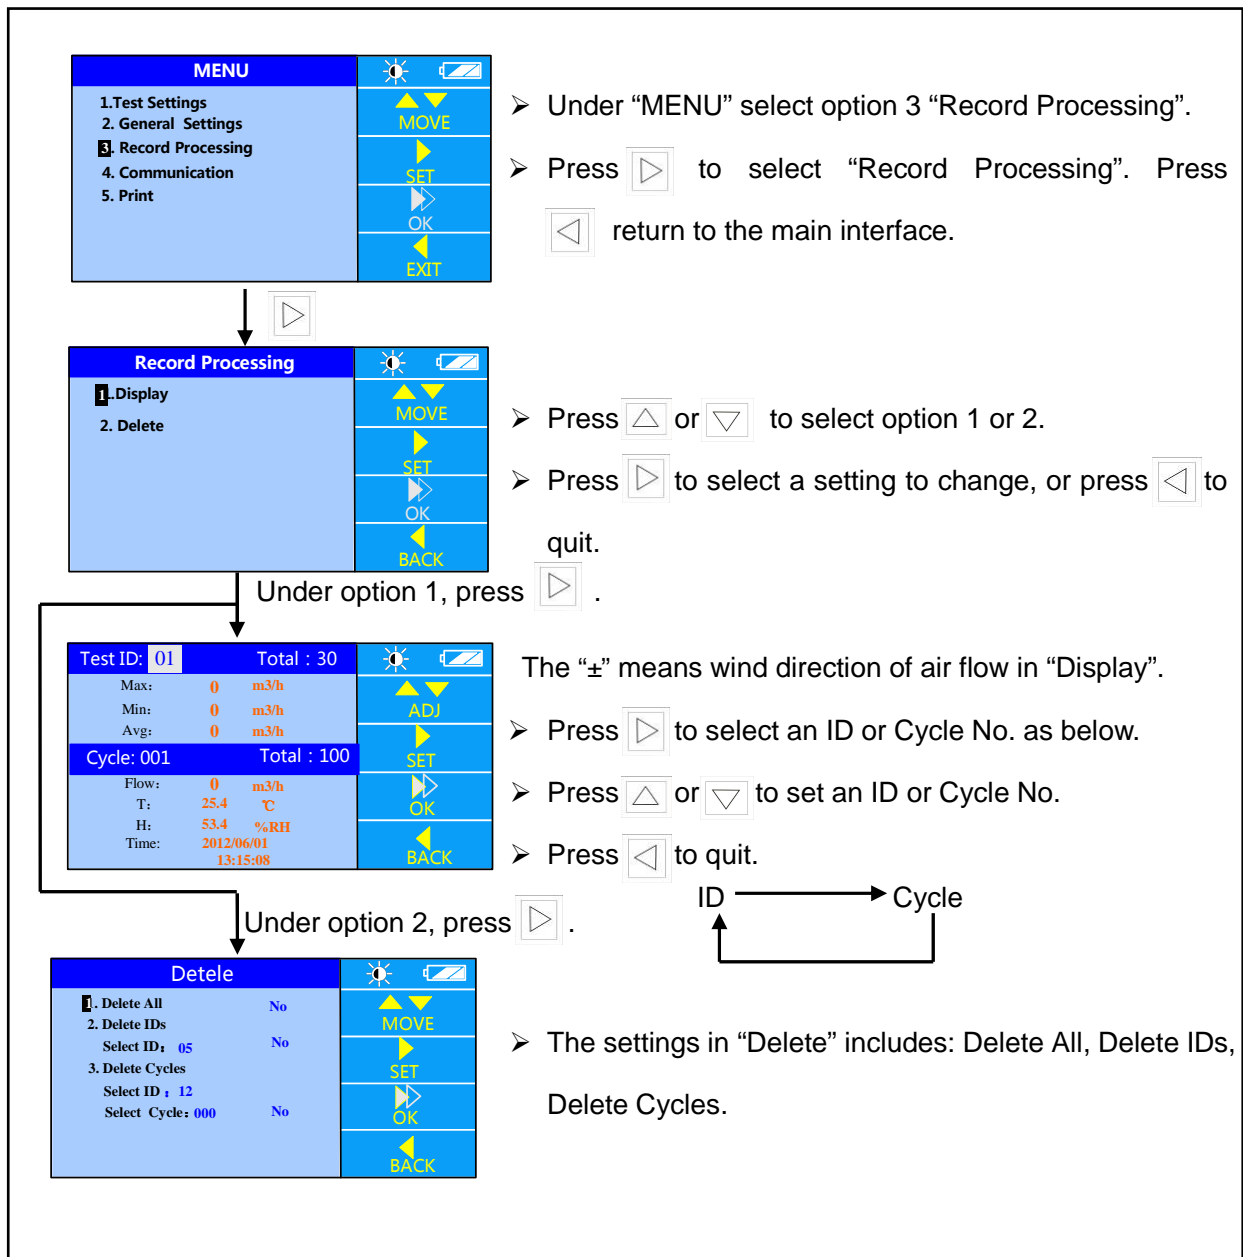 MENU
1.Test Settings
2. General Settings
3. Record Processing
4. Communication
5. Print
MOVE
SET
OK
EXIT
➢ Under “MENU” select option 3 “Record Processing”.
➢ Press ▷ to select “Record Processing”. Press
◁ return to the main interface.
▷
Record Processing
1.Display
2. Delete
MOVE
SET
OK
BACK
➢ Press △ or ▽ to select option 1 or 2.
➢ Press ▷ to select a setting to change, or press ◁ to
quit.
Under option 1, press ▷ .
Test ID: 01 Total : 30
Max: 0 m3/h
Min: 0 m3/h
Avg: 0 m3/h
Cycle: 001 Total : 100
Flow: 0 m3/h
T: 25.4 ℃
H: 53.4 %RH
Time: 2012/06/01
13:15:08
ADJ
SET
OK
BACK
The “±” means wind direction of air flow in “Display”.
➢ Press ▷ to select an ID or Cycle No. as below.
➢ Press △ or ▽ to set an ID or Cycle No.
➢ Press ◁ to quit.
ID Cycle
Under option 2, press ▷ .
Detele
1. Delete All No
2. Delete IDs
Select ID: 05 No
3. Delete Cycles
Select ID : 12
Select Cycle: 000 No
MOVE
SET
OK
BACK
➢ The settings in “Delete” includes: Delete All, Delete IDs,
Delete Cycles.